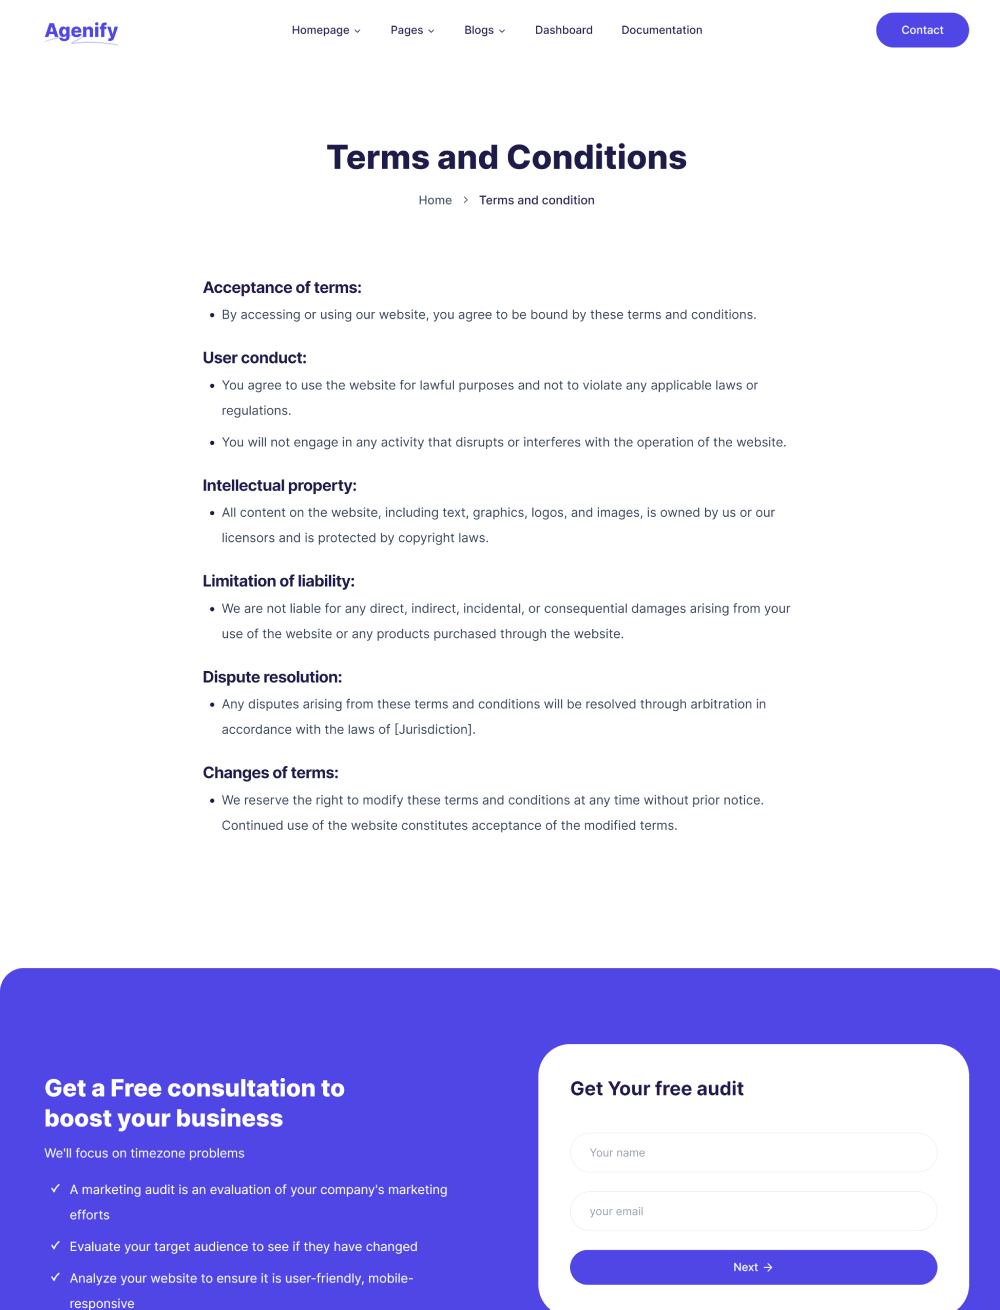 Agenify
Homepage Pages Blogs Dashboard Documentation
Contact
Terms and Conditions
Home > Terms and condition
Acceptance of terms:
• By accessing or using our website, you agree to be bound by these terms and conditions.
User conduct:
• You agree to use the website for lawful purposes and not to violate any applicable laws or
regulations.
• You will not engage in any activity that disrupts or interferes with the operation of the website.
Intellectual property:
• All content on the website, including text, graphics, logos, and images, is owned by us or our
licensors and is protected by copyright laws.
Limitation of liability:
• We are not liable for any direct, indirect, incidental, or consequential damages arising from your
use of the website or any products purchased through the website.
Dispute resolution:
• Any disputes arising from these terms and conditions will be resolved through arbitration in
accordance with the laws of [Jurisdiction].
Changes of terms:
• We reserve the right to modify these terms and conditions at any time without prior notice.
Continued use of the website constitutes acceptance of the modified terms.
Get a Free consultation to
boost your business
We'll focus on timezone problems
✓ A marketing audit is an evaluation of your company's marketing
efforts
✓ Evaluate your target audience to see if they have changed
✓ Analyze your website to ensure it is user-friendly, mobile-
responsive
Get Your free audit
Your name
your email
Next →